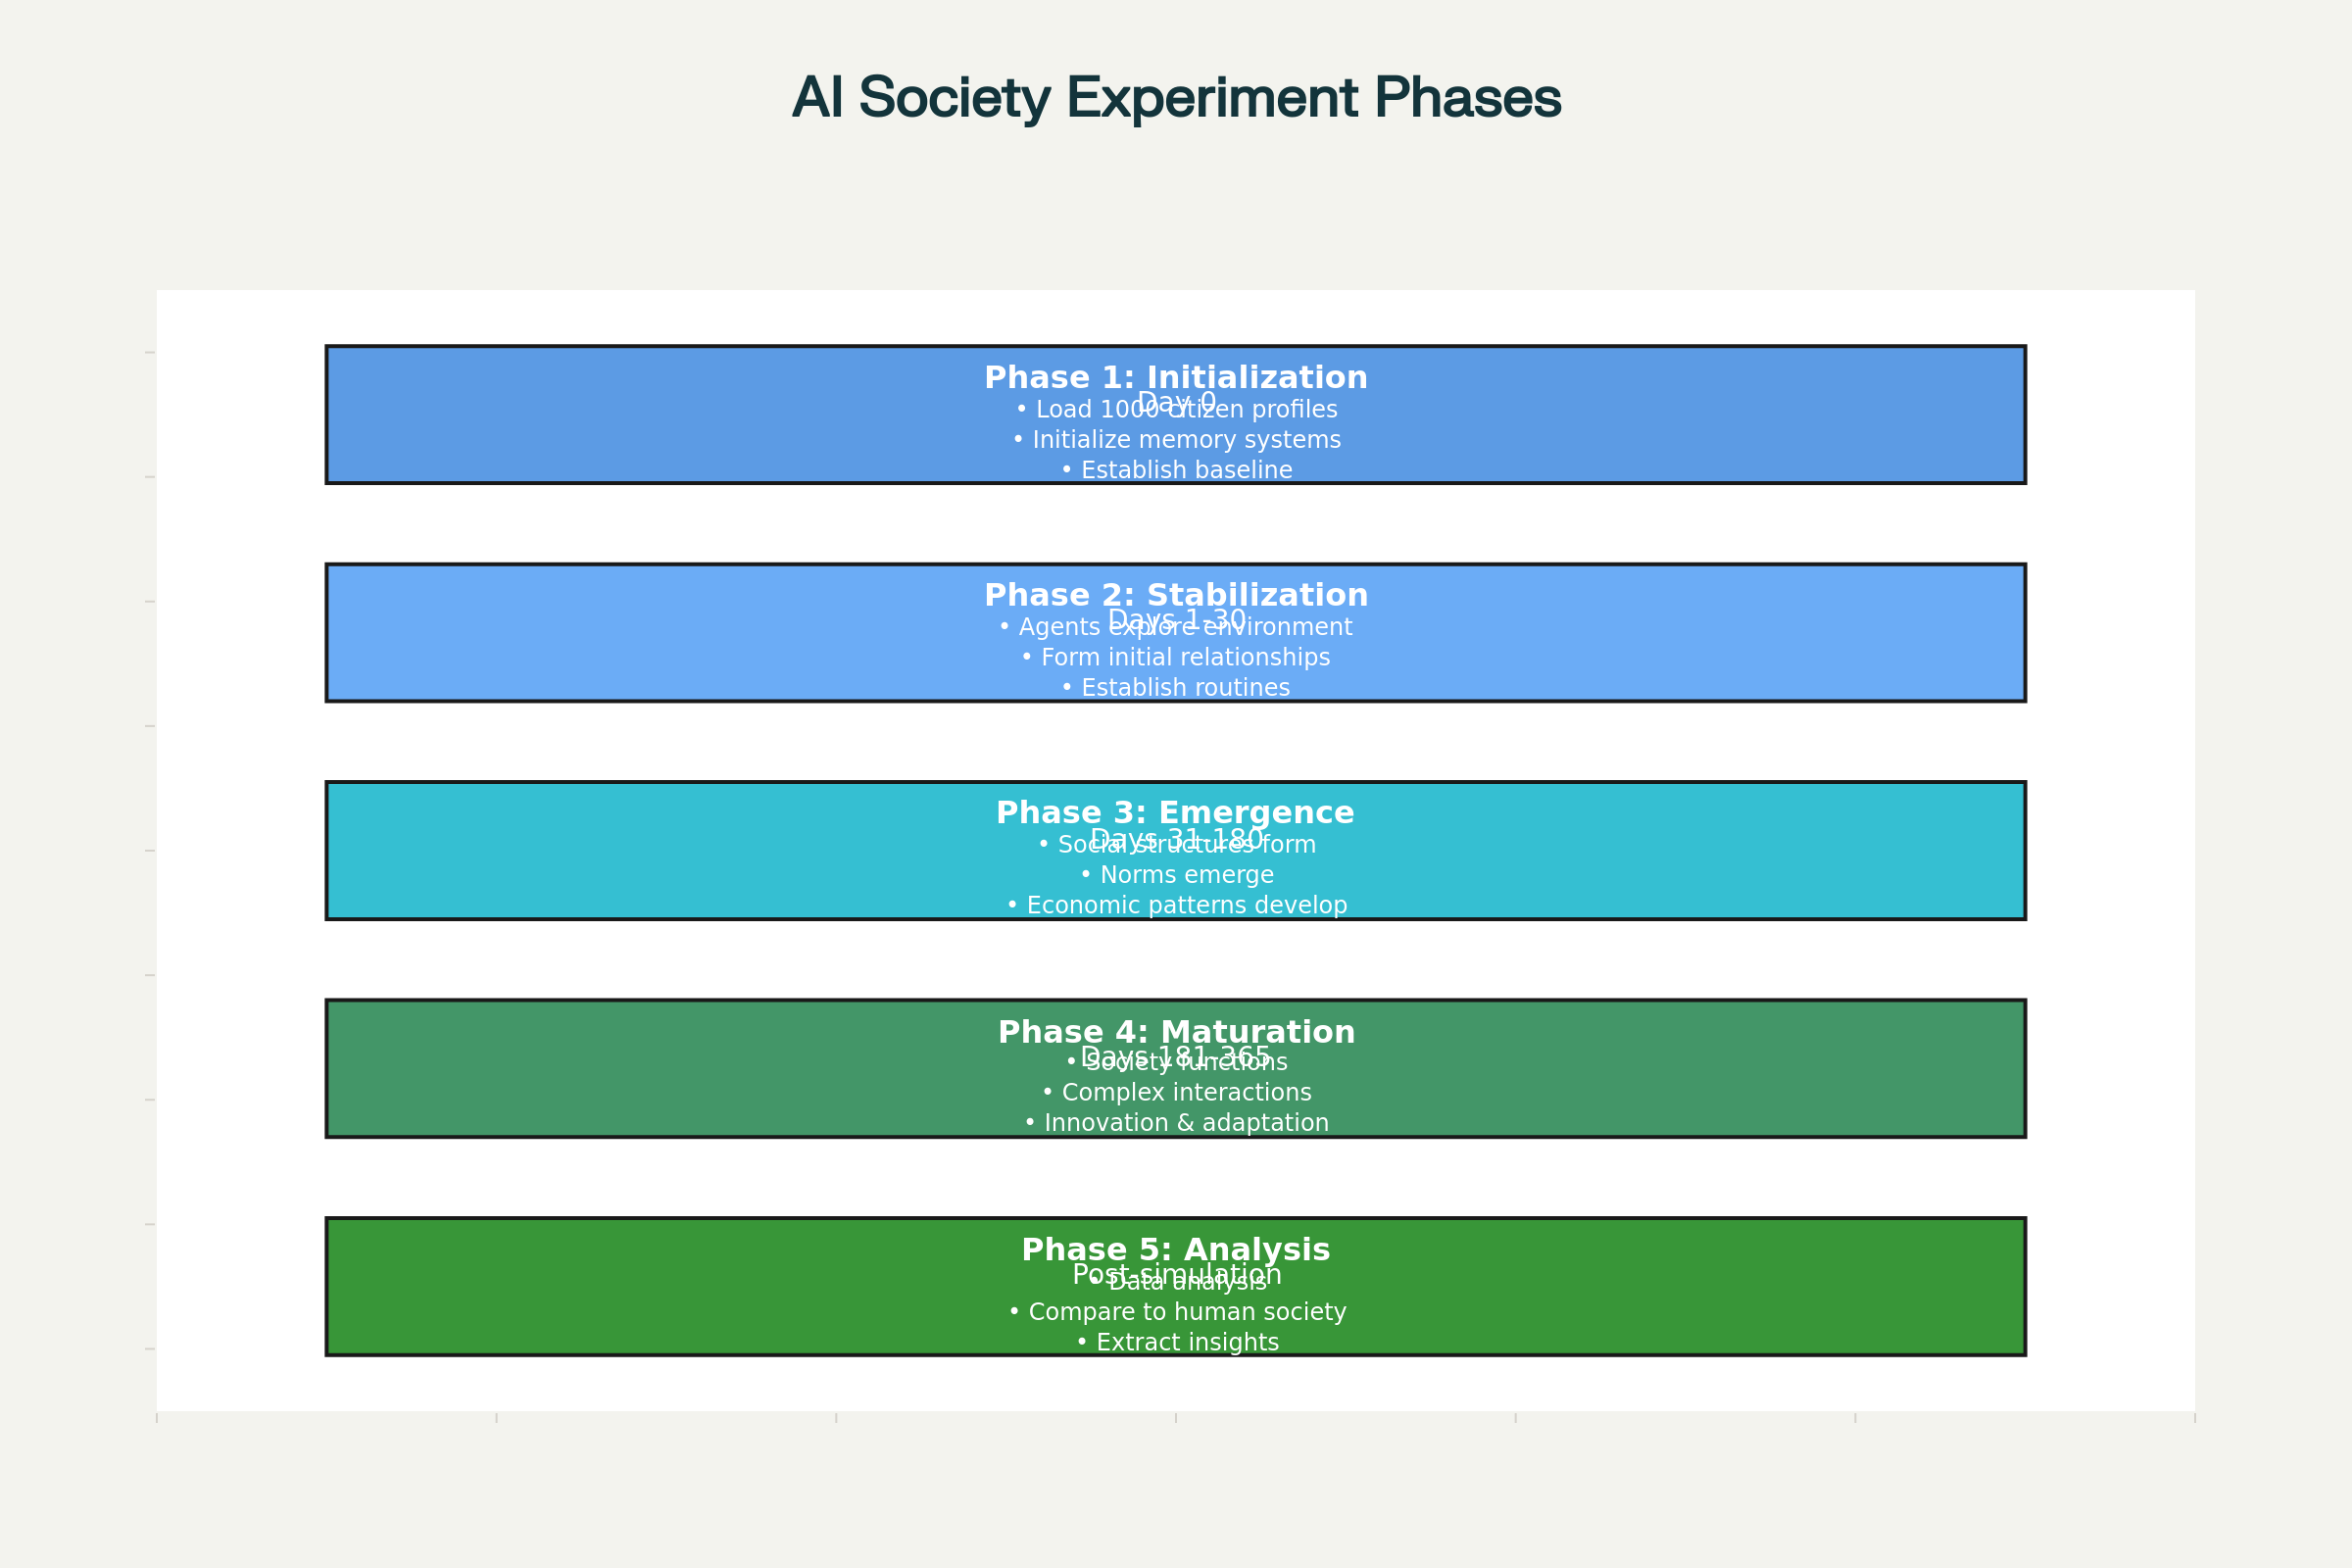 AI Society Experiment Phases
Phase 1: Initialization
Day 0
• Load 1000 citizen profiles
• Initialize memory systems
• Establish baseline
Phase 2: Stabilization
Days 1-30
• Agents explore environment
• Form initial relationships
• Establish routines
Phase 3: Emergence
Days 31-180
• Social structures form
• Norms emerge
• Economic patterns develop
Phase 4: Maturation
Days 181-365
• Society functions
• Complex interactions
• Innovation & adaptation
Phase 5: Analysis
Post-simulation
• Data analysis
• Compare to human society
• Extract insights